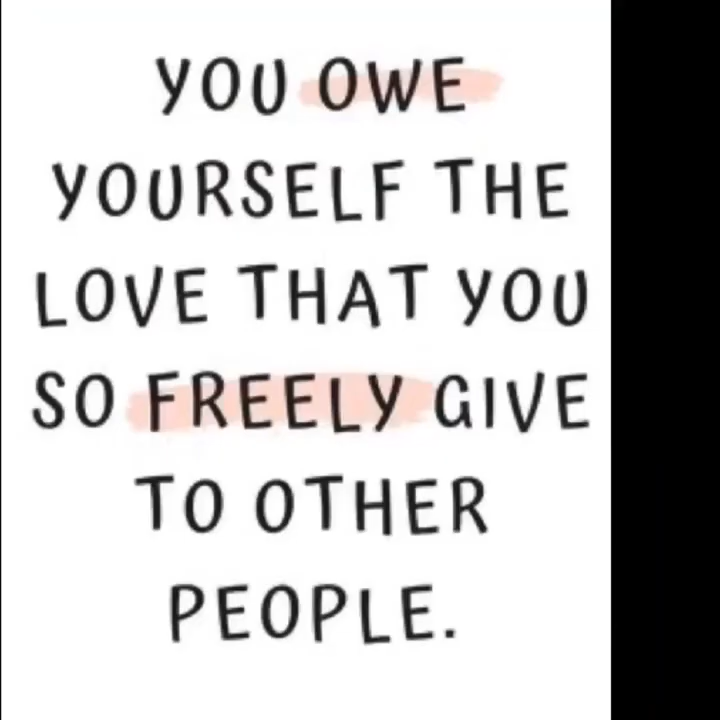 YOU OWE
YOURSELF THE
LOVE THAT YOU
SO FREELY GIVE
TO OTHER
PEOPLE.